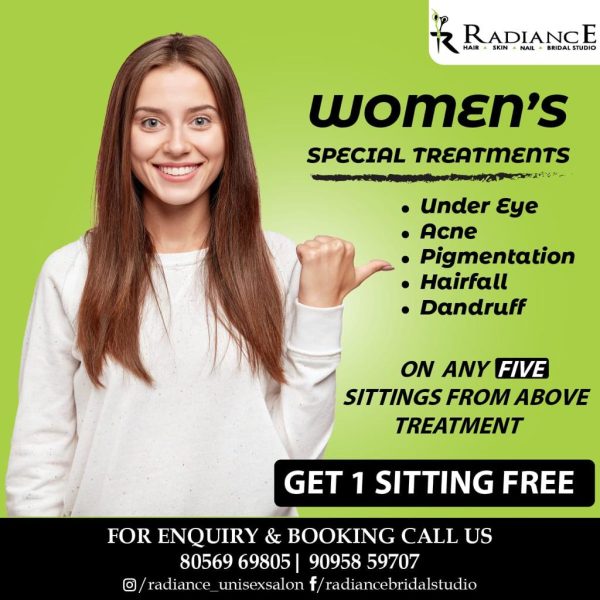 RADIANCE
HAIR • SKIN • NAIL • BRIDAL STUDIO
WOMEN'S
SPECIAL TREATMENTS
• Under Eye
• Acne
• Pigmentation
• Hairfall
• Dandruff
ON ANY FIVE
SITTINGS FROM ABOVE
TREATMENT
GET 1 SITTING FREE
FOR ENQUIRY & BOOKING CALL US
80569 69805| 90958 59707
/radiance_unisexsalon f/radiancebridalstudio